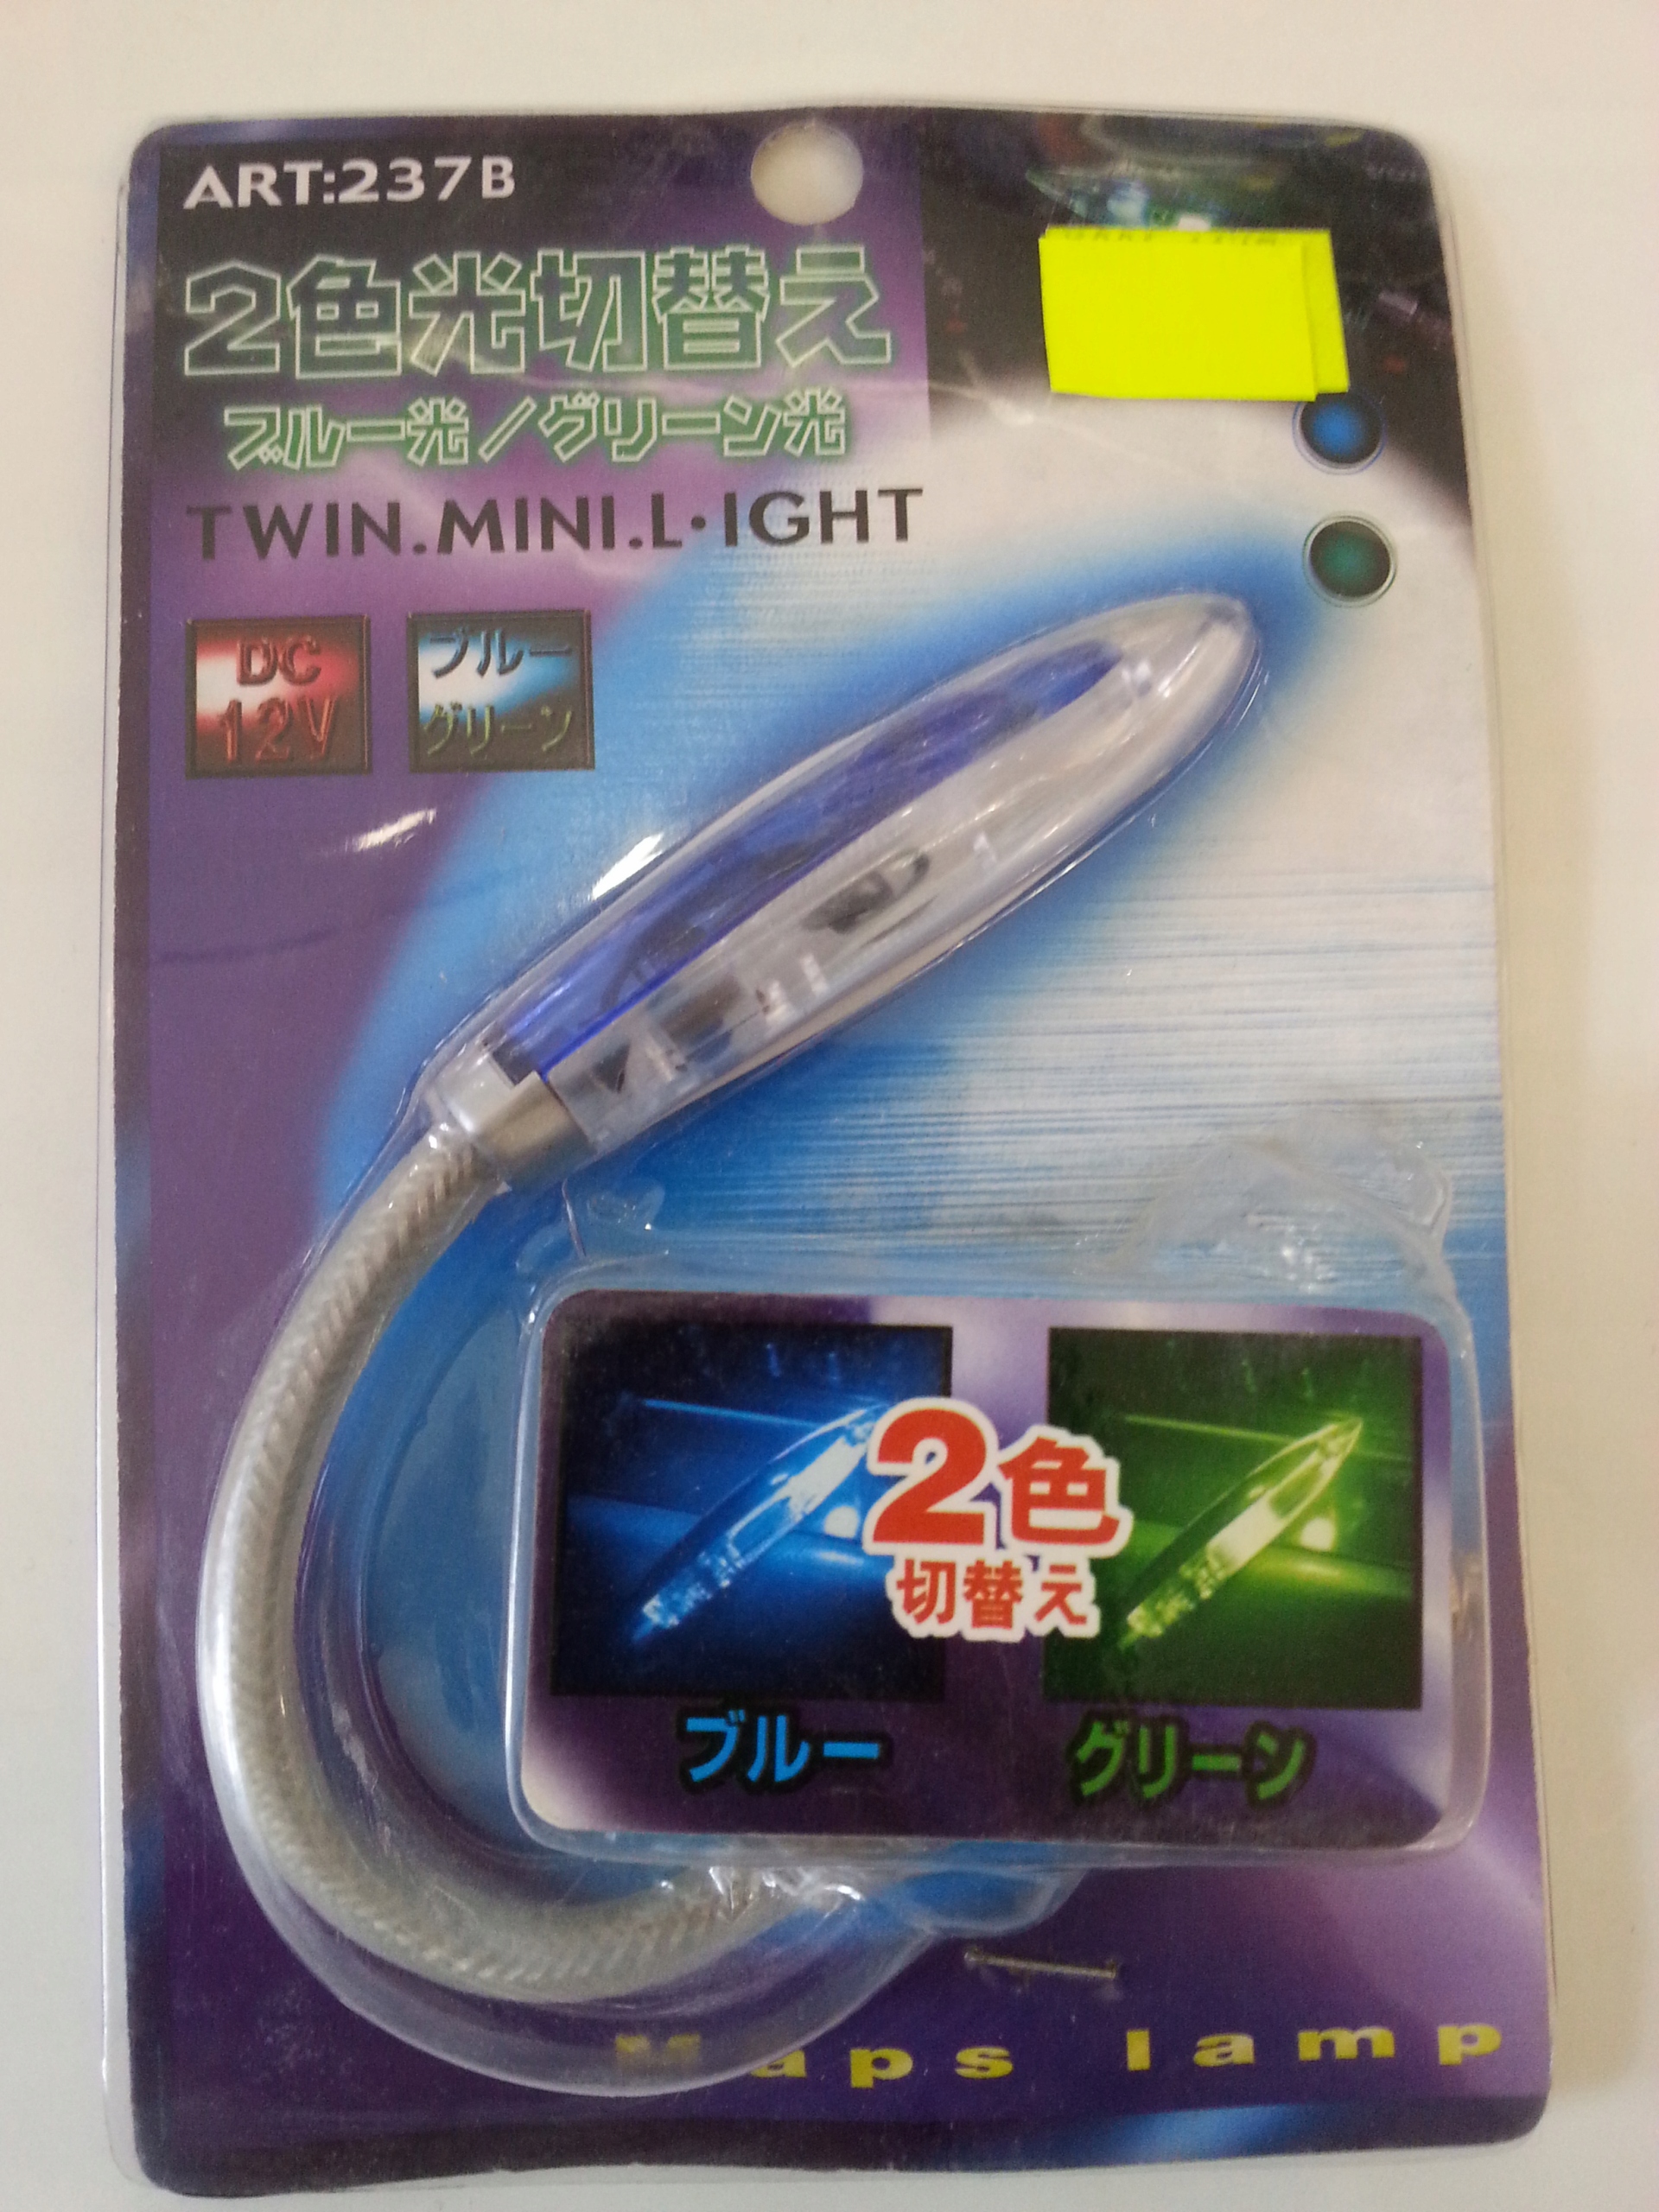 ART:237B
2色光切替え
ブルー光/グリーン光
TWIN.MINI.L·IGHT
DC
12V
ブルー
グリーン
2色
切替え
ブルー
グリーン
Maps lamp